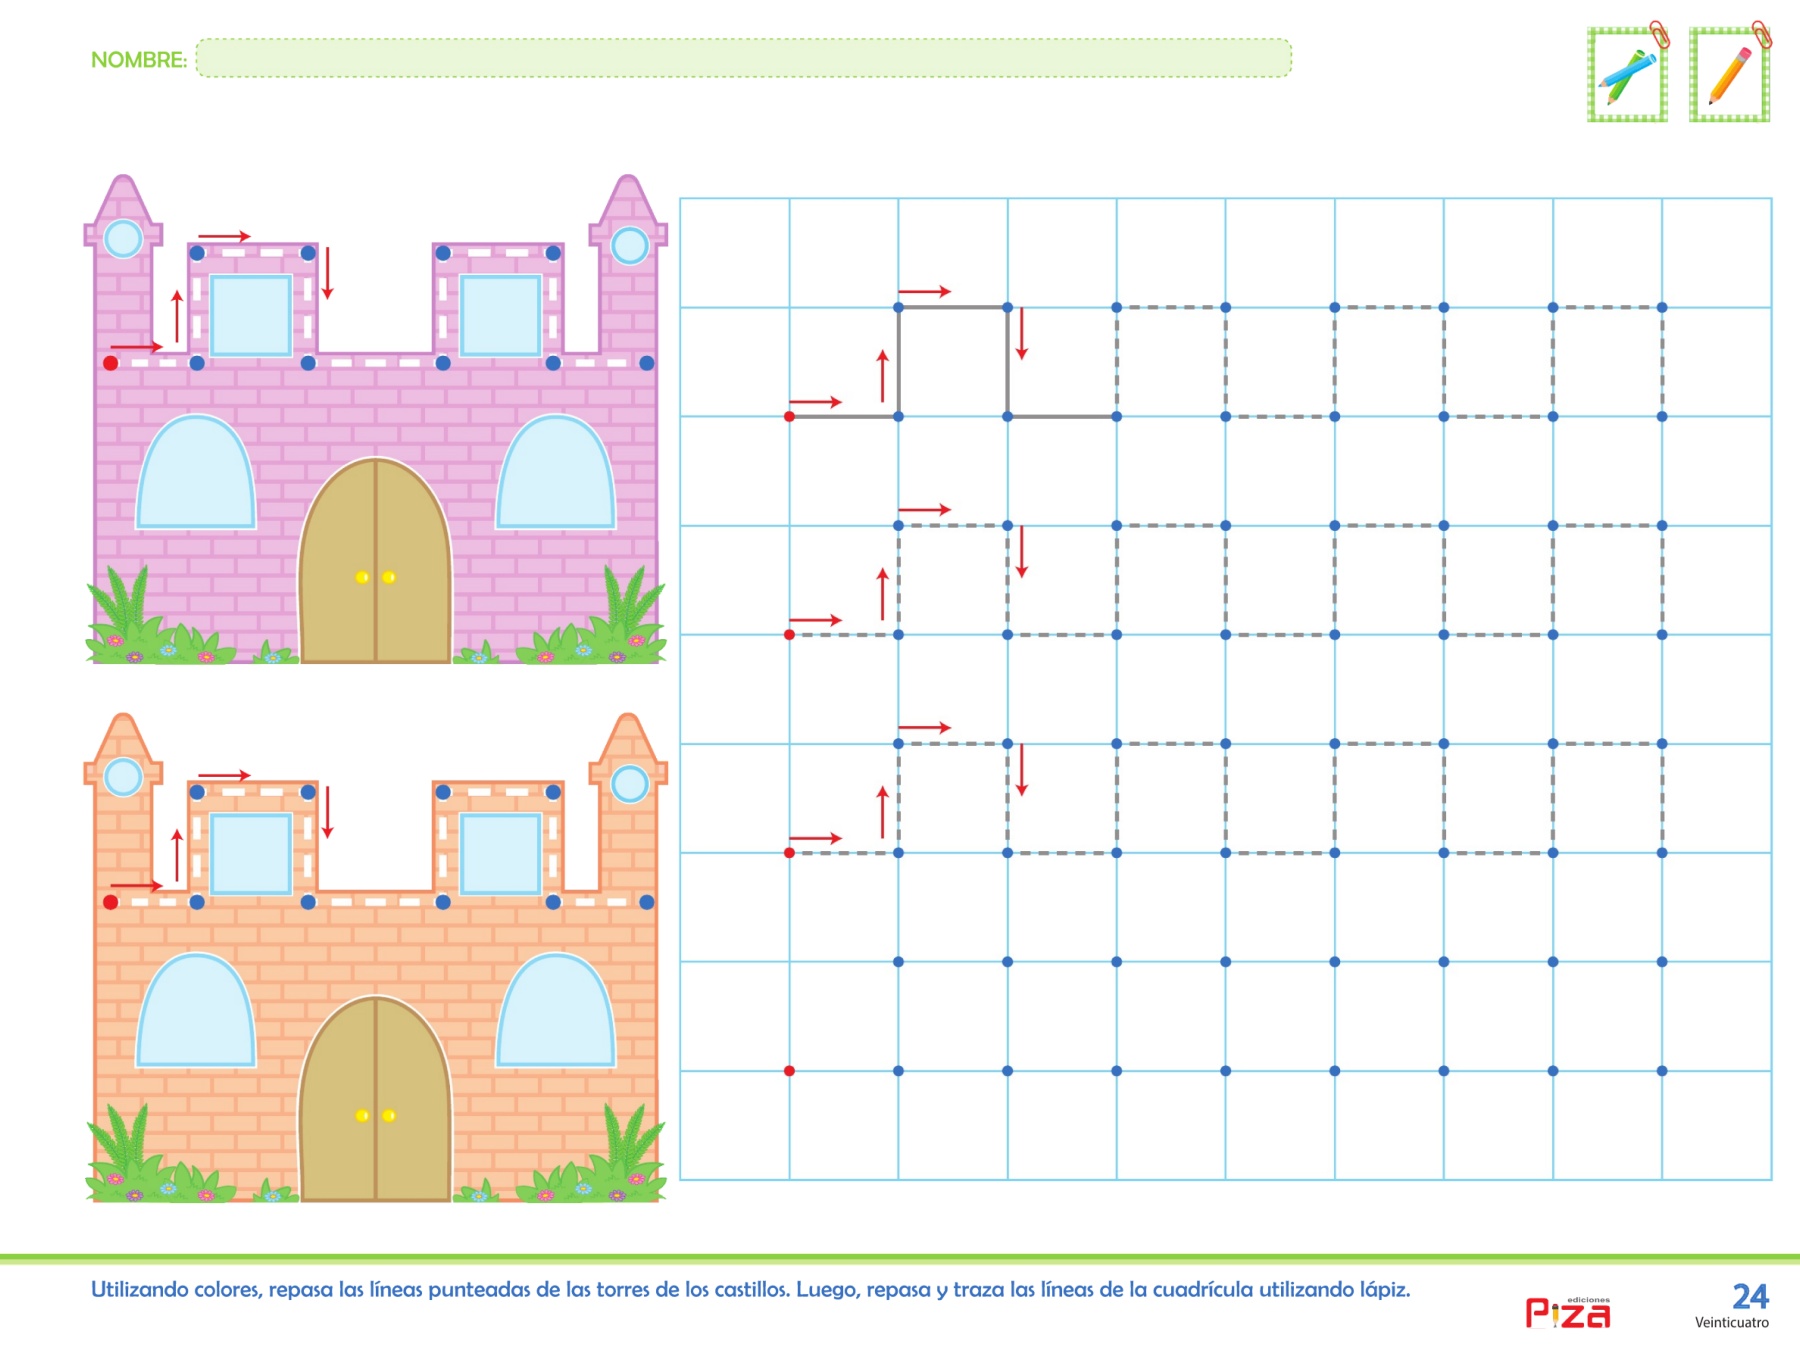 NOMBRE:
Utilizando colores, repasa las líneas punteadas de las torres de los castillos. Luego, repasa y traza las líneas de la cuadrícula utilizando lápiz.
ediciones
Piza
24
Veinticuatro